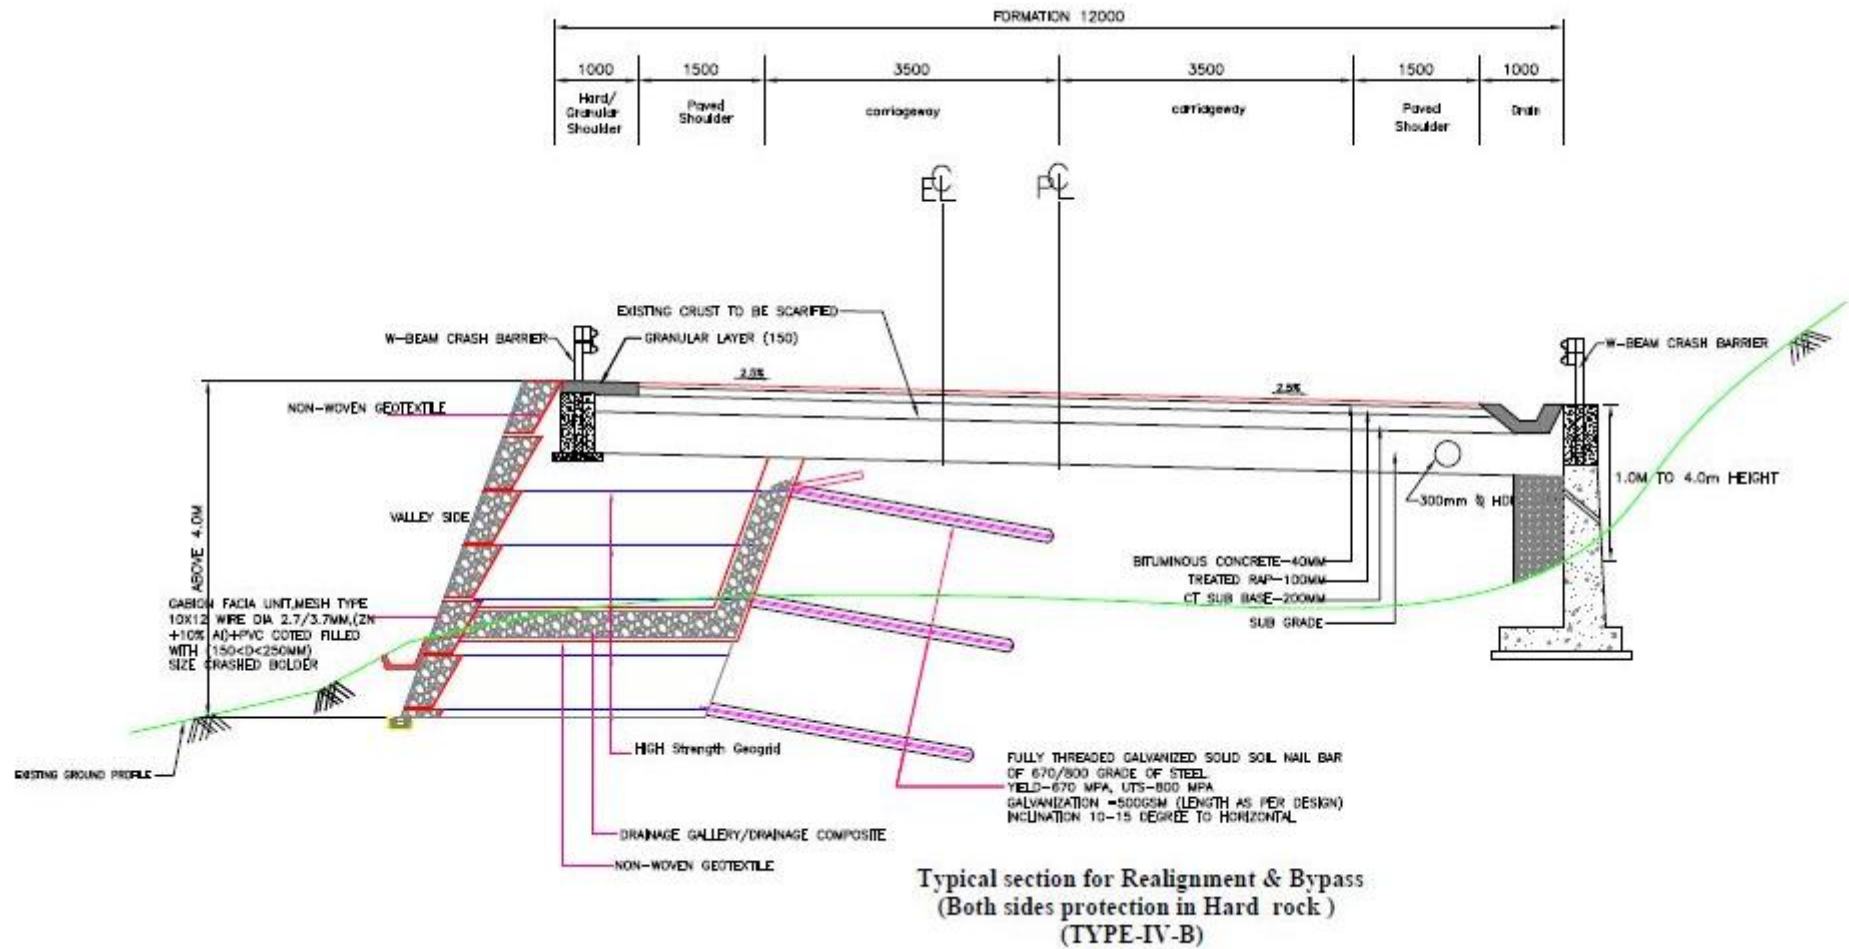 FORMATION 12000
1000
1500
3500
3500
1500
1000
Hard/
Granular
Shoulder
Paved
Shoulder
carriageway
carriageway
Paved
Shoulder
Drain
E℄
P℄
EXISTING CRUST TO BE SCARIFIED
W-BEAM CRASH BARRIER
GRANULAR LAYER (150)
W-BEAM CRASH BARRIER
2.5%
2.5%
NON-WOVEN GEOTEXTILE
VALLEY SIDE
ABOVE 4.0M
1.0M TO 4.0m HEIGHT
300mm
BITUMINOUS CONCRETE-40MM
TREATED RAP-100MM
CT SUB BASE-200MM
SUB GRADE
GABION FACIA UNIT,MESH TYPE
10X12 WIRE DIA 2.7/3.7MM,(ZN
+10% Al)+PVC COTED FILLED
WITH (150<D<250MM)
SIZE CRASHED BOLDER
EXISTING GROUND PROFILE
HIGH Strength Geogrid
FULLY THREADED GALVANIZED SOLID SOIL NAIL BAR
OF 670/800 GRADE OF STEEL
YIELD-670 MPA, UTS-800 MPA
GALVANIZATION =500GSM (LENGTH AS PER DESIGN)
INCLINATION 10-15 DEGREE TO HORIZONTAL
DRAINAGE GALLERY/DRAINAGE COMPOSITE
NON-WOVEN GEOTEXTILE
Typical section for Realignment & Bypass
(Both sides protection in Hard rock )
(TYPE-IV-B)